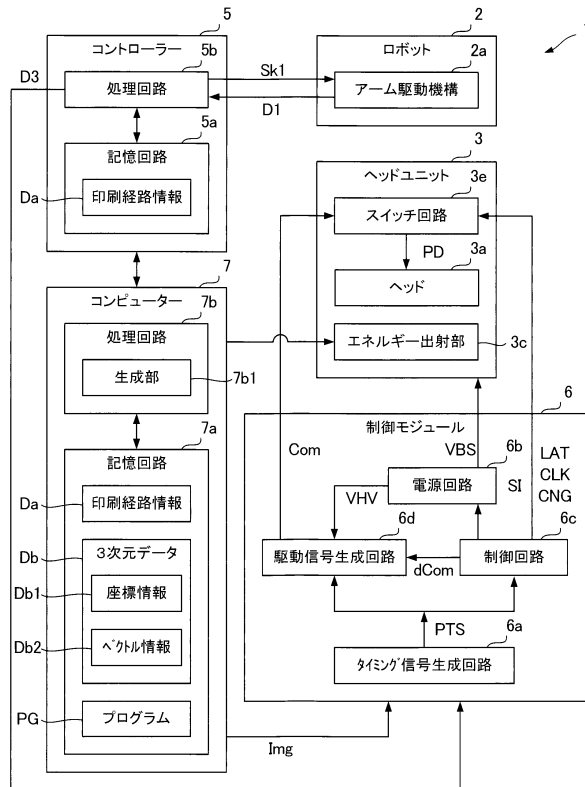 1
5
コントローラー
5b
処理回路
D3
Sk1
D1
5a
記憶回路
Da
印刷経路情報
2
ロボット
2a
アーム駆動機構
3
ヘッドユニット
3e
スイッチ回路
PD
3a
ヘッド
エネルギー出射部
3c
7
コンピューター
7b
処理回路
生成部
7b1
7a
記憶回路
Da
印刷経路情報
Db
3次元データ
Db1
座標情報
Db2
ベクトル情報
PG
プログラム
Img
6
制御モジュール
Com
VBS
LAT
CLK
CNG
SI
6b
電源回路
VHV
6d
駆動信号生成回路
dCom
6c
制御回路
PTS
6a
タイミング信号生成回路